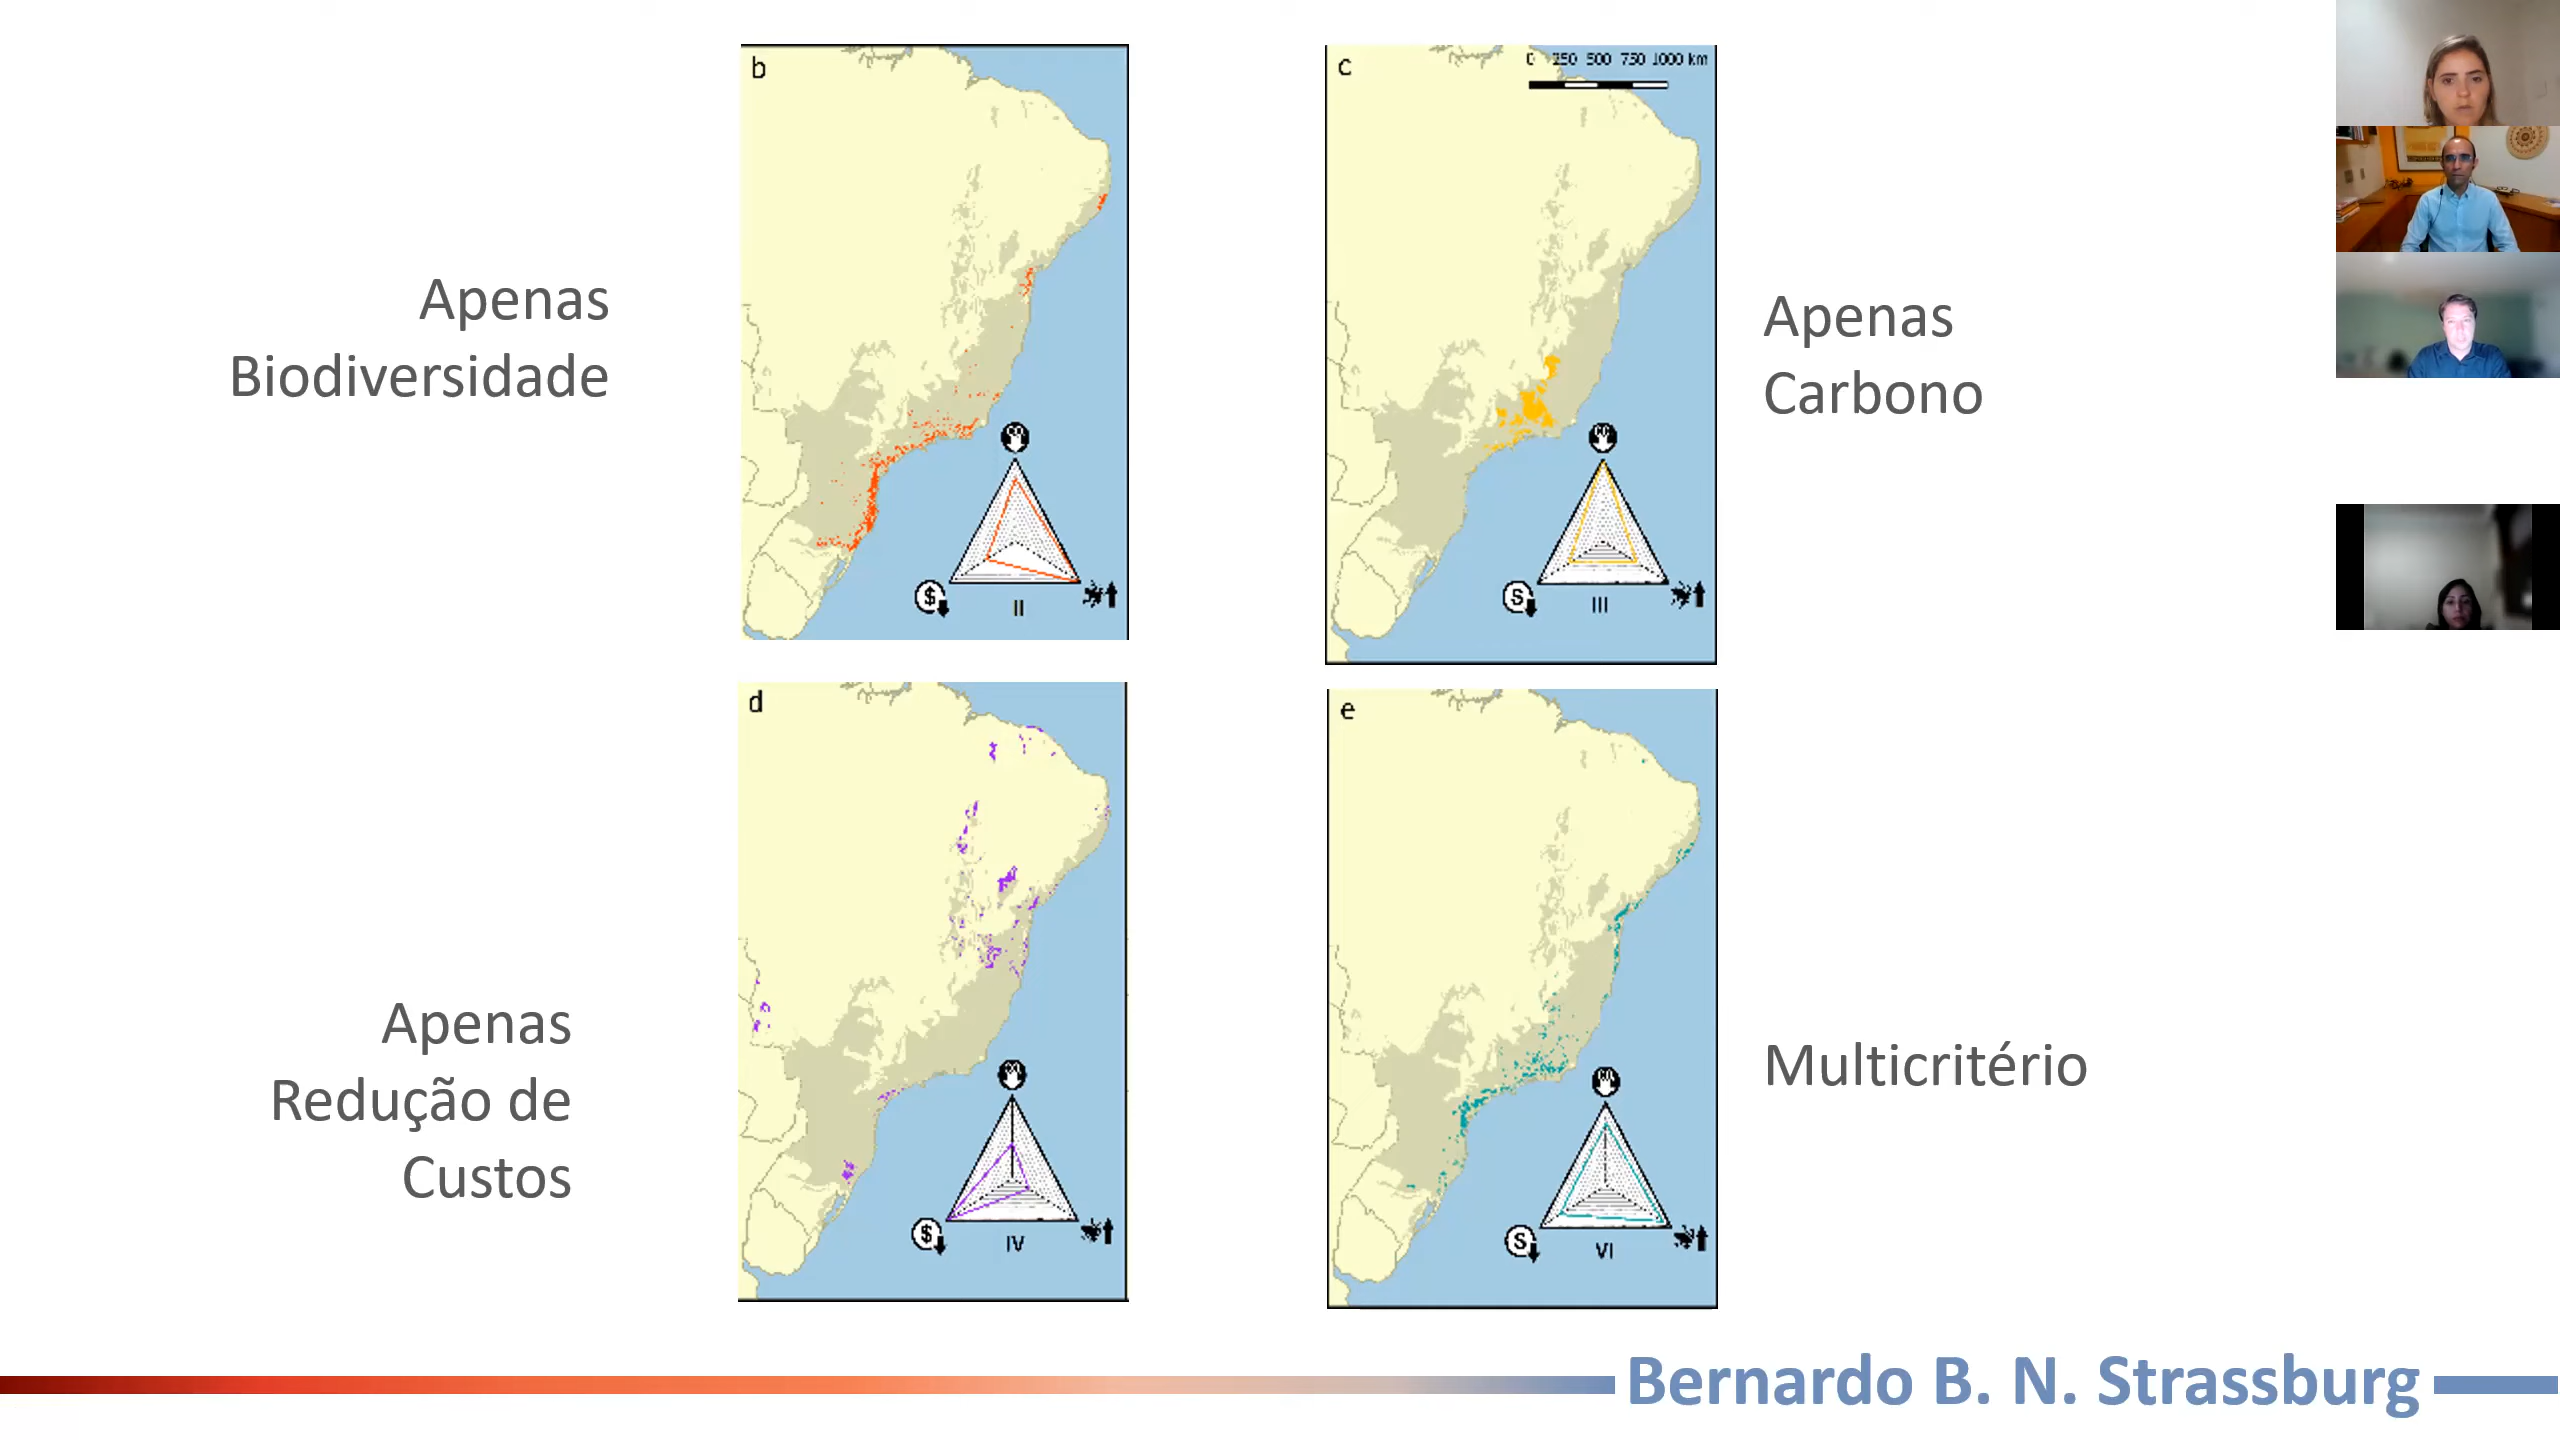 b
c
0 250 500 750 1000 km
Apenas
Biodiversidade
Apenas
Carbono
$
II
S
III
d
e
Apenas
Redução de
Custos
Multicritério
$
IV
S
VI
Bernardo B. N. Strassburg